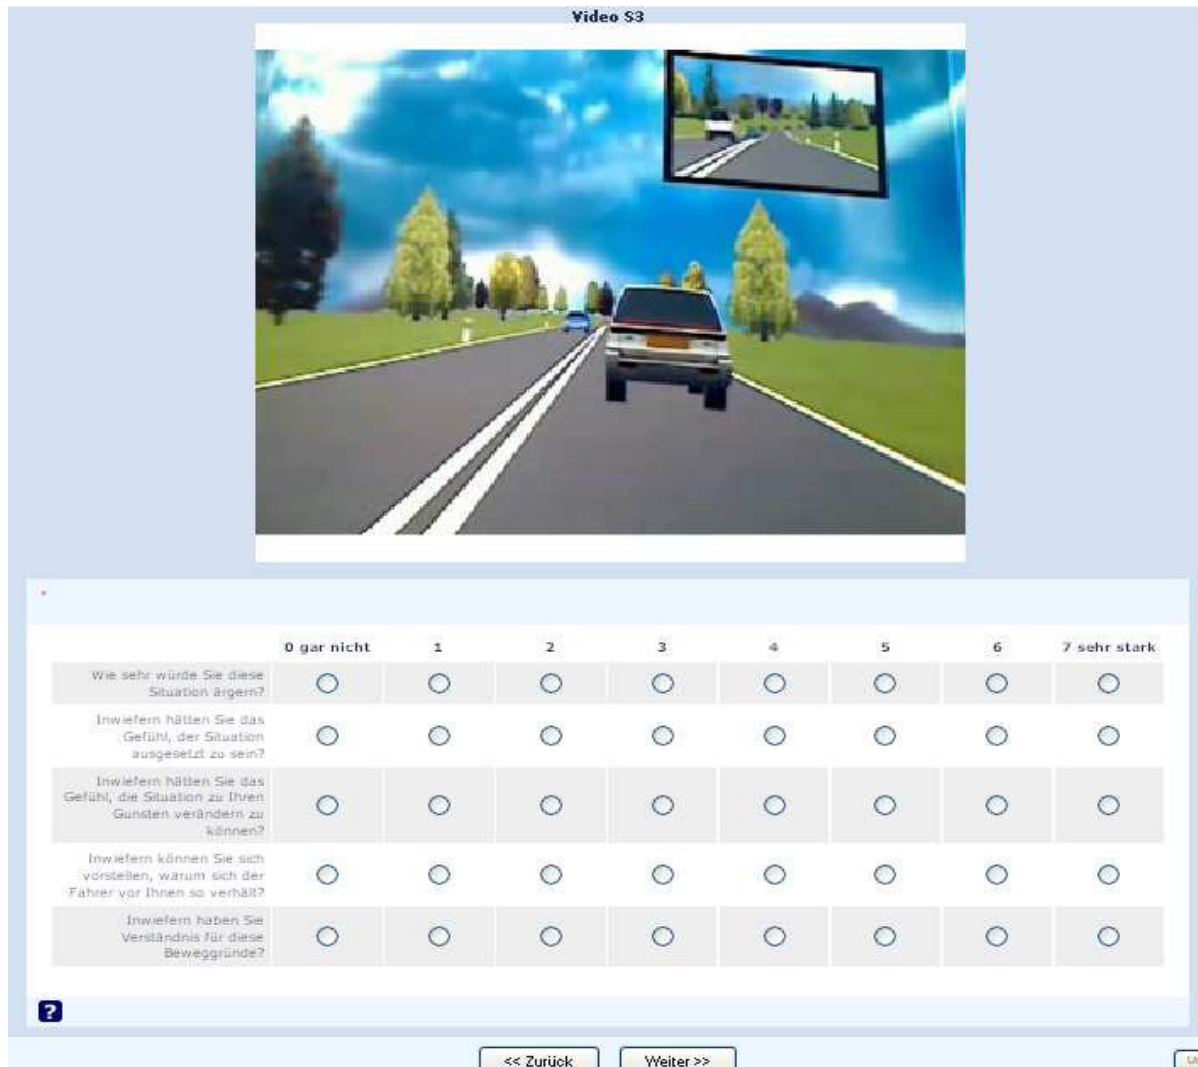 Video S3
*
0 gar nicht 1 2 3 4 5 6 7 sehr stark
Wie sehr würde Sie diese
Situation ärgern?
Inwiefern hätten Sie das
Gefühl, der Situation
ausgesetzt zu sein?
Inwiefern hätten Sie das
Gefühl, die Situation zu Ihren
Gunsten verändern zu
können?
Inwiefern können Sie sich
vorstellen, warum sich der
Fahrer vor Ihnen so verhält?
Inwiefern haben Sie
Verständnis für diese
Beweggründe?
?
<< Zurück Weiter >>